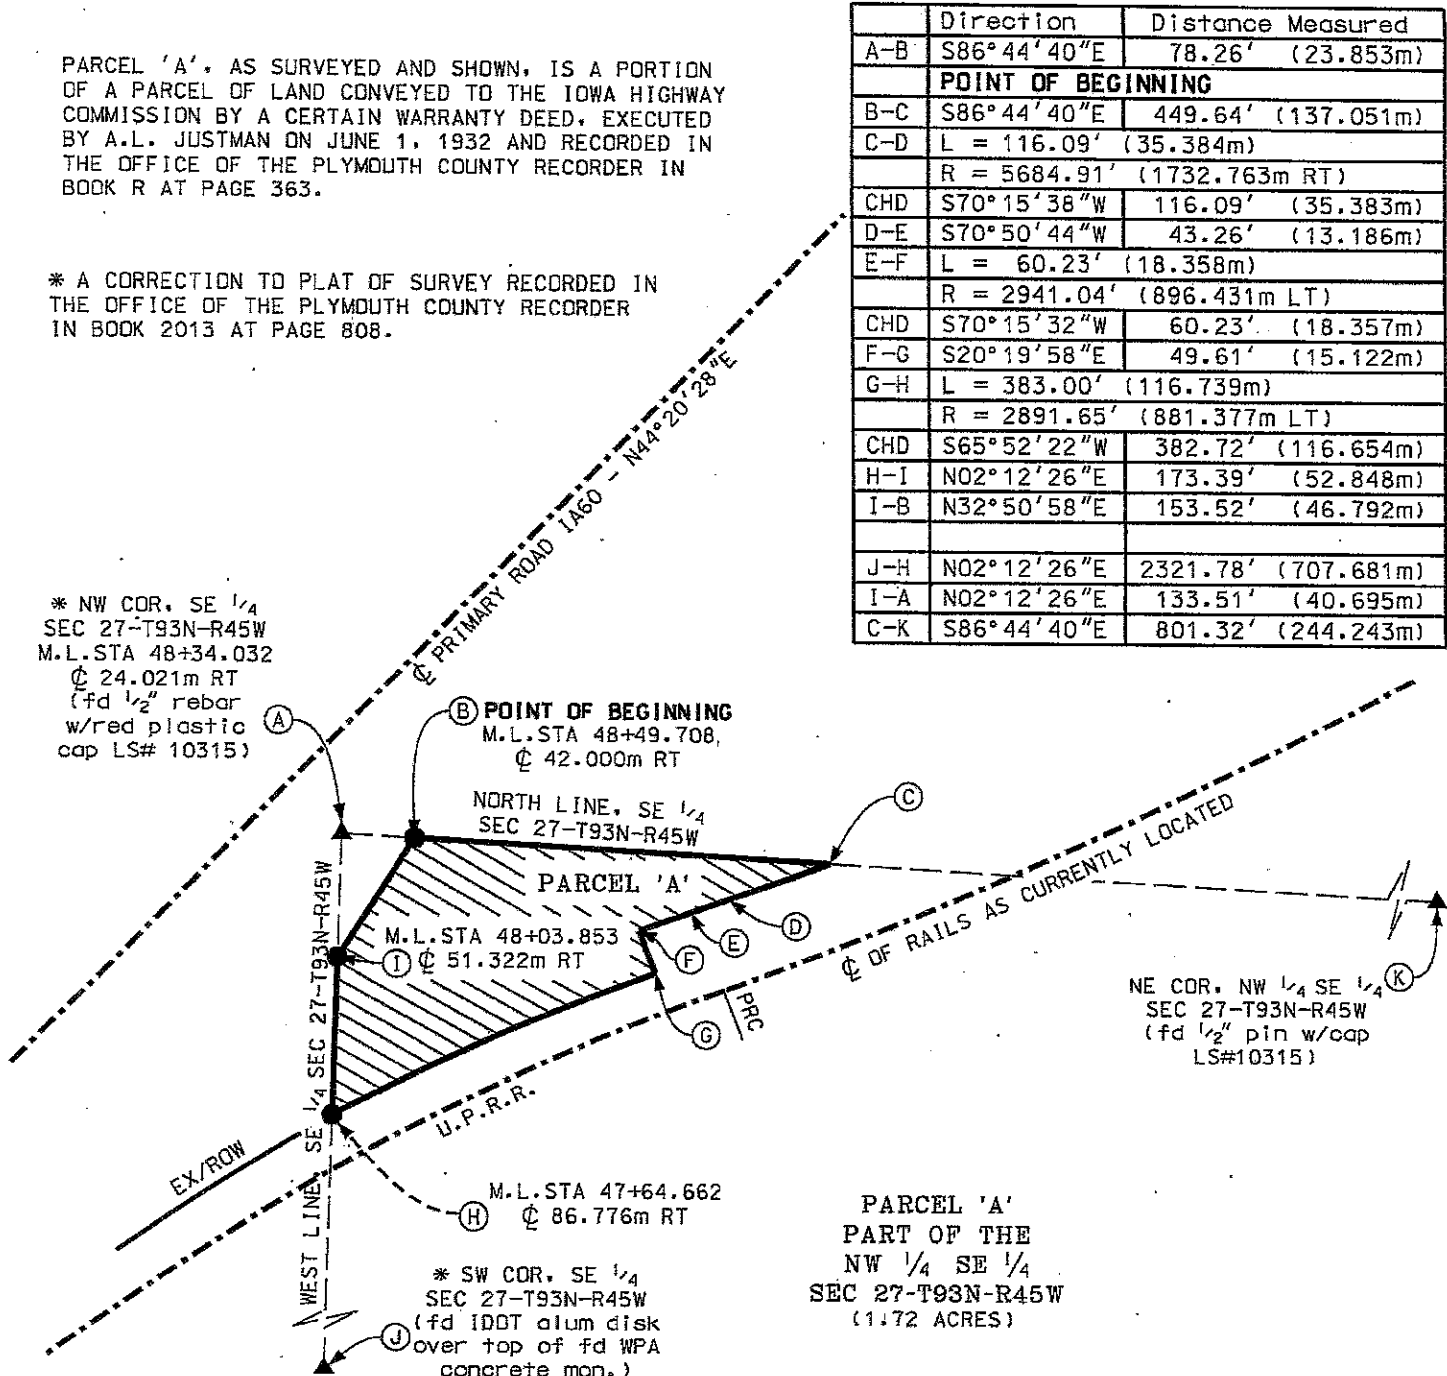 PARCEL 'A', AS SURVEYED AND SHOWN, IS A PORTION
OF A PARCEL OF LAND CONVEYED TO THE IOWA HIGHWAY
COMMISSION BY A CERTAIN WARRANTY DEED, EXECUTED
BY A.L. JUSTMAN ON JUNE 1, 1932 AND RECORDED IN
THE OFFICE OF THE PLYMOUTH COUNTY RECORDER IN
BOOK R AT PAGE 363.
* A CORRECTION TO PLAT OF SURVEY RECORDED IN
THE OFFICE OF THE PLYMOUTH COUNTY RECORDER
IN BOOK 2013 AT PAGE 808.
Direction Distance Measured
A-B S86°44'40"E 78.26' (23.853m)
POINT OF BEGINNING
B-C S86°44'40"E 449.64' (137.051m)
C-D L = 116.09' (35.384m)
R = 5684.91' (1732.763m RT)
CHD S70°15'38"W 116.09' (35.383m)
D-E S70°50'44"W 43.26' (13.186m)
E-F L = 60.23' (18.358m)
R = 2941.04' (896.431m LT)
CHD S70°15'32"W 60.23' (18.357m)
F-G S20°19'58"E 49.61' (15.122m)
G-H L = 383.00' (116.739m)
R = 2891.65' (881.377m LT)
CHD S65°52'22"W 382.72' (116.654m)
H-I N02°12'26"E 173.39' (52.848m)
I-B N32°50'58"E 153.52' (46.792m)
J-H N02°12'26"E 2321.78' (707.681m)
I-A N02°12'26"E 133.51' (40.695m)
C-K S86°44'40"E 801.32' (244.243m)
℄ PRIMARY ROAD IA60 - N44°20'28"E
* NW COR. SE 1/4
SEC 27-T93N-R45W
M.L.STA 48+34.032
℄ 24.021m RT
(fd 1/2" rebar
w/red plastic
cap LS# 10315)
A
B POINT OF BEGINNING
M.L.STA 48+49.708
℄ 42.000m RT
NORTH LINE, SE 1/4
SEC 27-T93N-R45W
C
PARCEL 'A'
M.L.STA 48+03.853
I ℄ 51.322m RT
D
E
F
G
PRC
℄ OF RAILS AS CURRENTLY LOCATED
U.P.R.R.
K
NE COR. NW 1/4 SE 1/4
SEC 27-T93N-R45W
(fd 1/2" pin w/cap
LS#10315)
WEST LINE, SE 1/4 SEC 27-T93N-R45W
EX/ROW
H
M.L.STA 47+64.662
℄ 86.776m RT
* SW COR. SE 1/4
SEC 27-T93N-R45W
(fd IDOT alum disk
over top of fd WPA
concrete mon.)
J
PARCEL 'A'
PART OF THE
NW 1/4 SE 1/4
SEC 27-T93N-R45W
(1.72 ACRES)